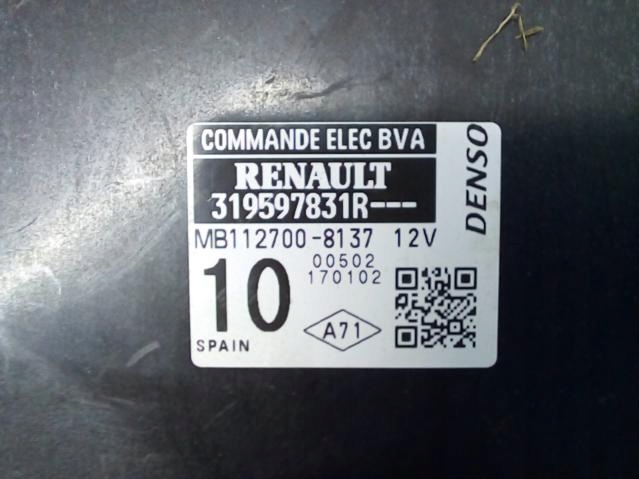 COMMANDE ELEC BVA
RENAULT
319597831R---
MB112700-8137 12V
00502
170102
10
A71
SPAIN
DENSO